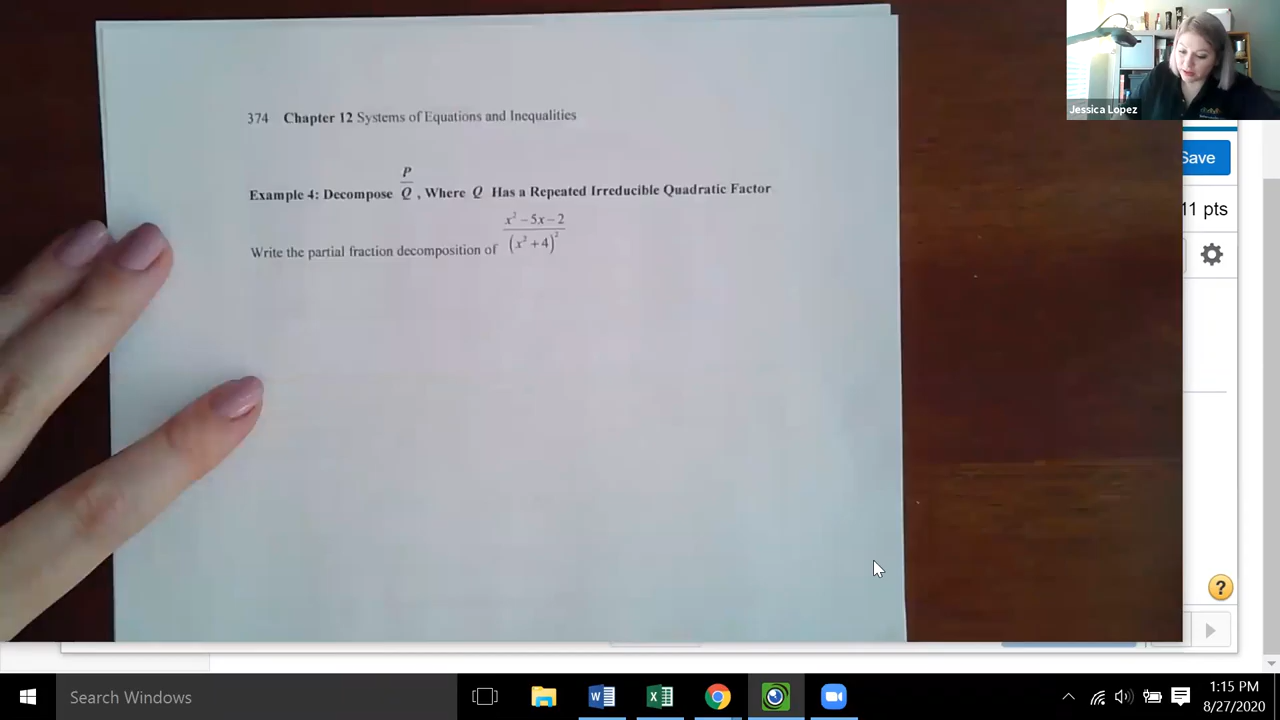 374 Chapter 12 Systems of Equations and Inequalities
Example 4: Decompose P/Q, Where Q Has a Repeated Irreducible Quadratic Factor
Write the partial fraction decomposition of (x² − 5x − 2)/(x² + 4)²
Jessica Lopez
Save
11 pts
?
Search Windows
1:15 PM
8/27/2020